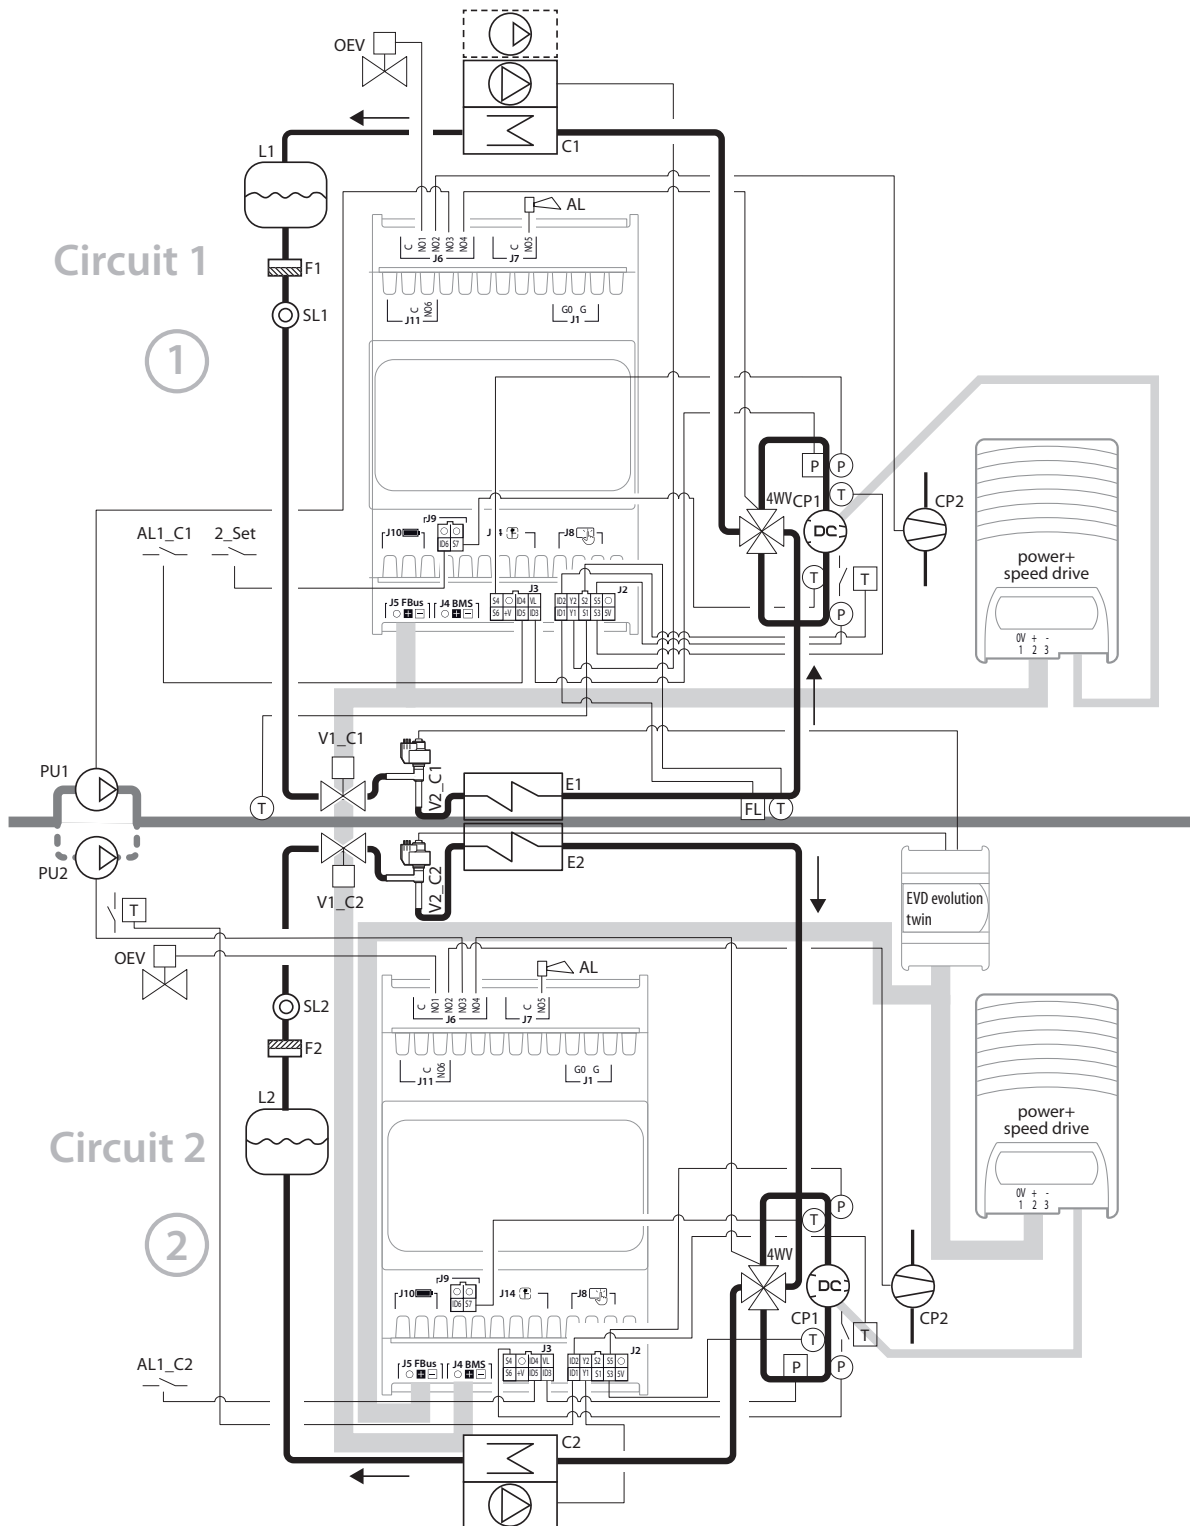 OEV
C1
L1
AL
C NO1 NO2 NO3 NO4
J6
C NO5
J7
Circuit 1
F1
C NO6
J11
G0 G
J1
SL1
1
P P
T
4WV CP1
DC
CP2
AL1_C1 2_Set
J9
J10
ID6 S7
J8
T T
P
power+
speed drive
0V + -
1 2 3
J3
J2
J5 FBus J4 BMS
S4 ID4 VL
S6 +V ID5 ID3
ID2 Y2 S2 S5
ID1 Y1 S1 S3 5V
V1_C1
V2_C1
PU1
E1
T
FL T
PU2
E2
V2_C2
V1_C2
T
EVD evolution
twin
OEV
AL
C NO1 NO2 NO3 NO4
J6
C NO5
J7
SL2
F2
C NO6
J11
G0 G
J1
L2
Circuit 2
2
power+
speed drive
0V + -
1 2 3
P
T
4WV
DC
CP1
CP2
J9
J10
ID6 S7
J14
J8
T T
P P
J3
J2
J5 FBus J4 BMS
S4 ID4 VL
S6 +V ID5 ID3
ID2 Y2 S2 S5
ID1 Y1 S1 S3 5V
AL1_C2
C2